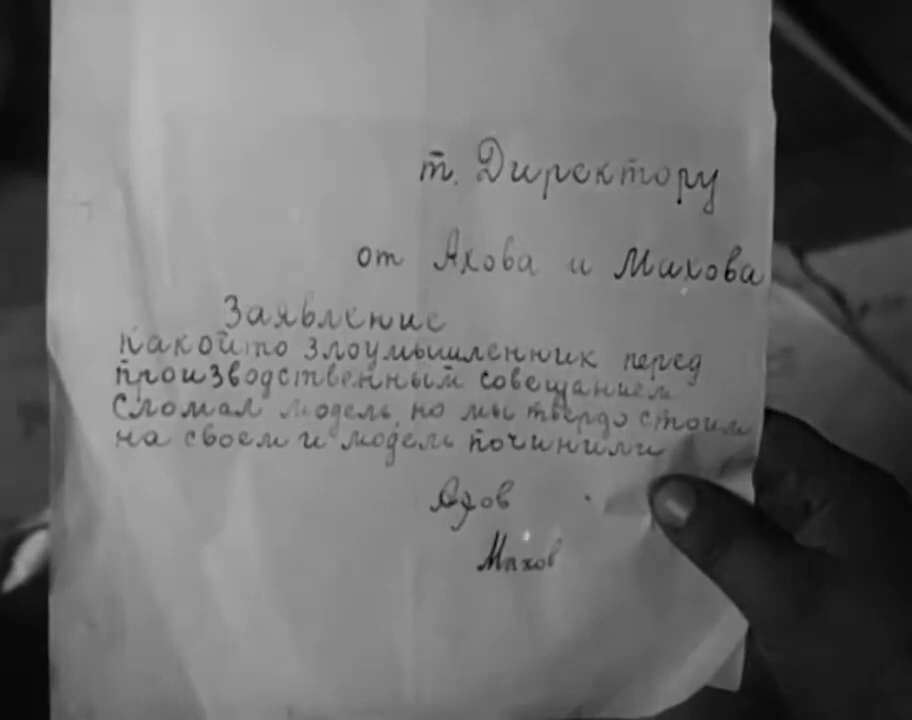 т. Директору
от Ахова и Махова
Заявление
какойто злоумышленник перед
производственным совещанием
сломал модель, но мы твердо стоим
на своем и модель починили
Ахов
Махов